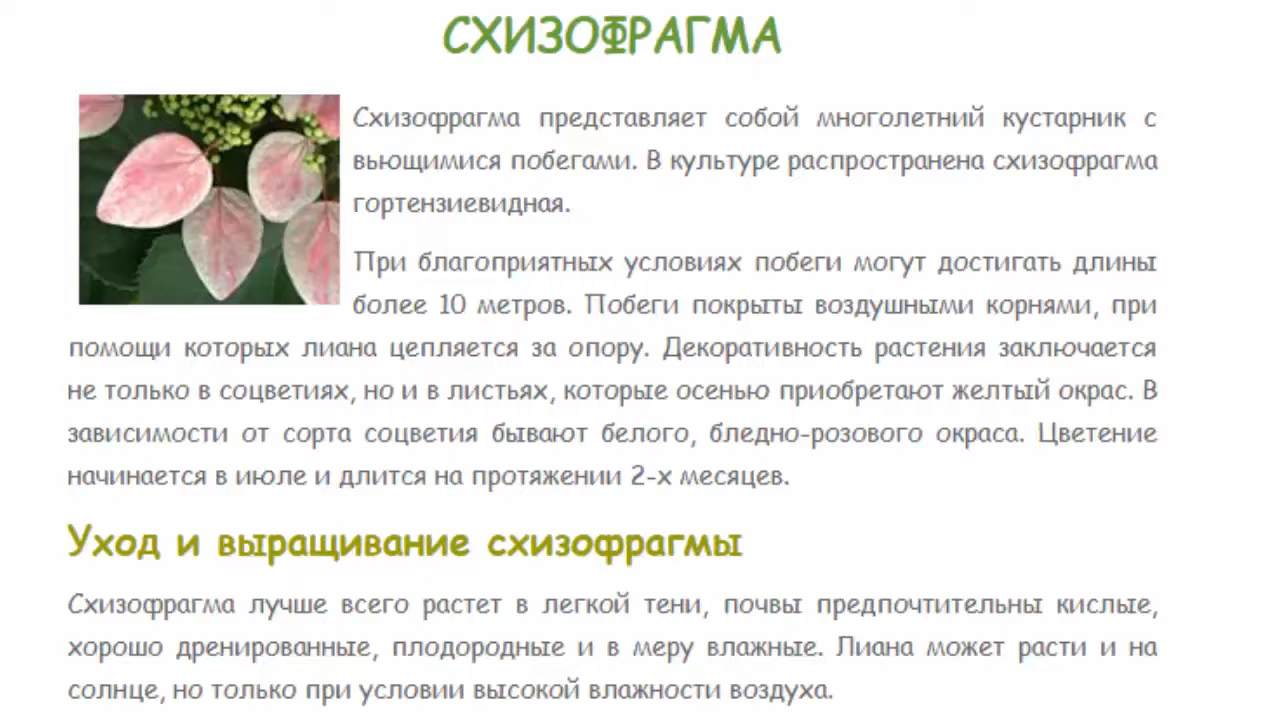 СХИЗОФРАГМА
Схизофрагма представляет собой многолетний кустарник с
вьющимися побегами. В культуре распространена схизофрагма
гортензиевидная.
При благоприятных условиях побеги могут достигать длины
более 10 метров. Побеги покрыты воздушными корнями, при
помощи которых лиана цепляется за опору. Декоративность растения заключается
не только в соцветиях, но и в листьях, которые осенью приобретают желтый окрас. В
зависимости от сорта соцветия бывают белого, бледно-розового окраса. Цветение
начинается в июле и длится на протяжении 2-х месяцев.
Уход и выращивание схизофрагмы
Схизофрагма лучше всего растет в легкой тени, почвы предпочтительны кислые,
хорошо дренированные, плодородные и в меру влажные. Лиана может расти и на
солнце, но только при условии высокой влажности воздуха.